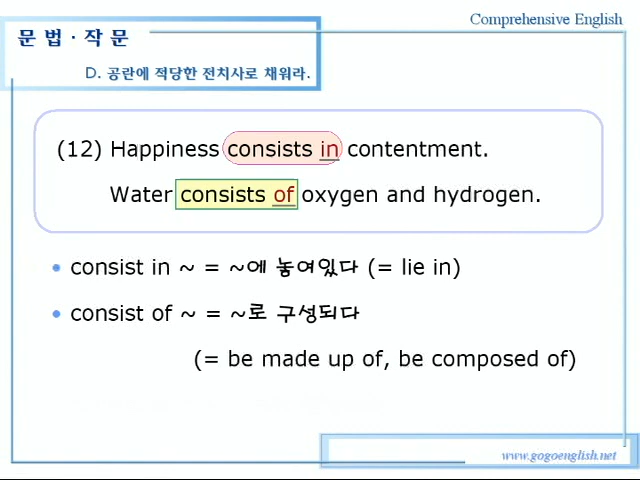 Comprehensive English
문 법 · 작 문
D. 공란에 적당한 전치사로 채워라.
(12) Happiness consists in contentment.
Water consists of oxygen and hydrogen.
• consist in ~ = ~에 놓여있다 (= lie in)
• consist of ~ = ~로 구성되다
(= be made up of, be composed of)
www.gogoenglish.net